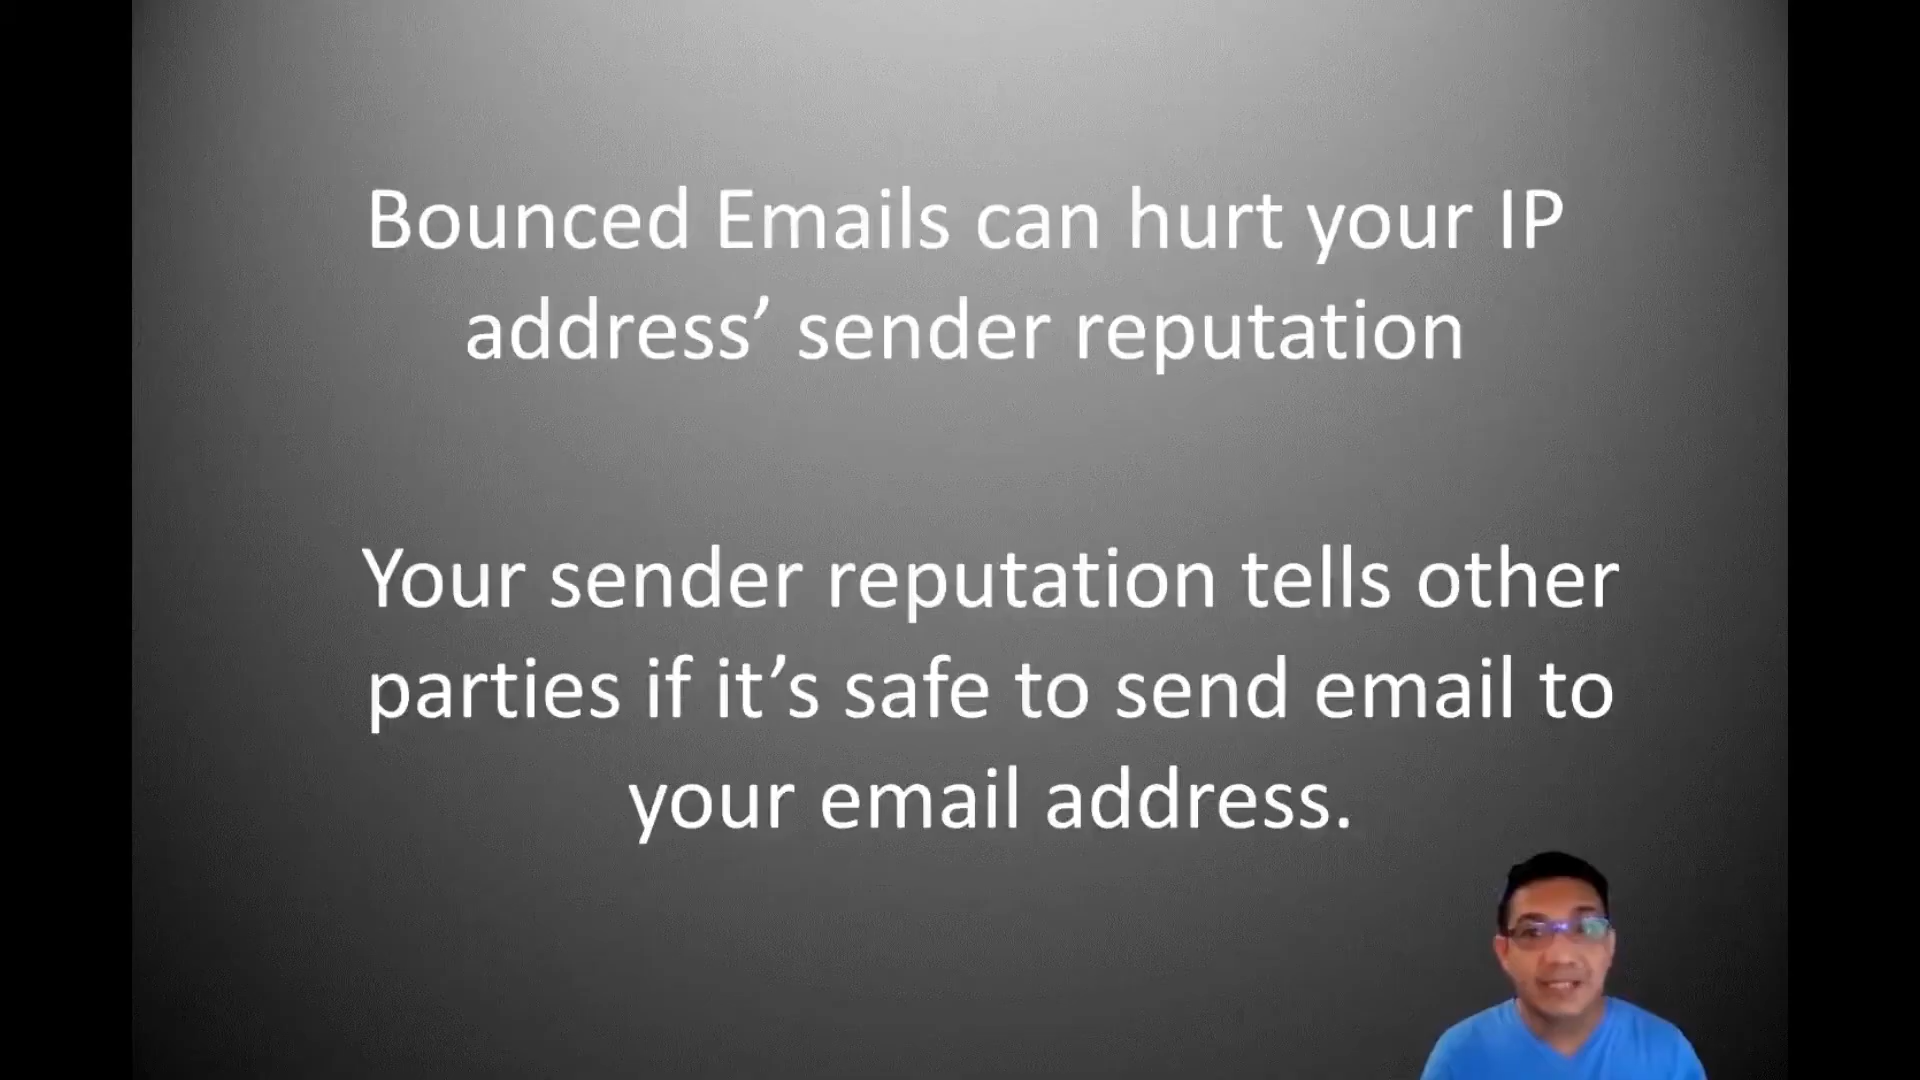 Bounced Emails can hurt your IP
address’ sender reputation
Your sender reputation tells other
parties if it’s safe to send email to
your email address.